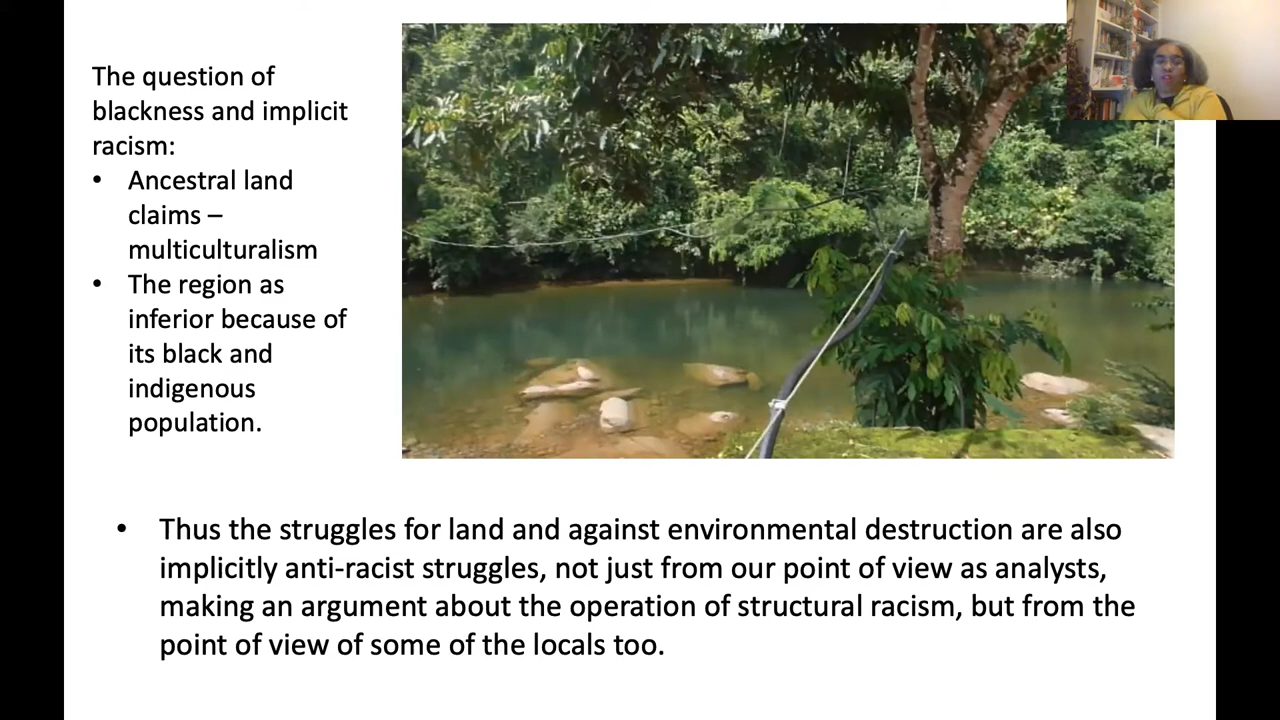 The question of
blackness and implicit
racism:
• Ancestral land
claims –
multiculturalism
• The region as
inferior because of
its black and
indigenous
population.
• Thus the struggles for land and against environmental destruction are also
implicitly anti-racist struggles, not just from our point of view as analysts,
making an argument about the operation of structural racism, but from the
point of view of some of the locals too.